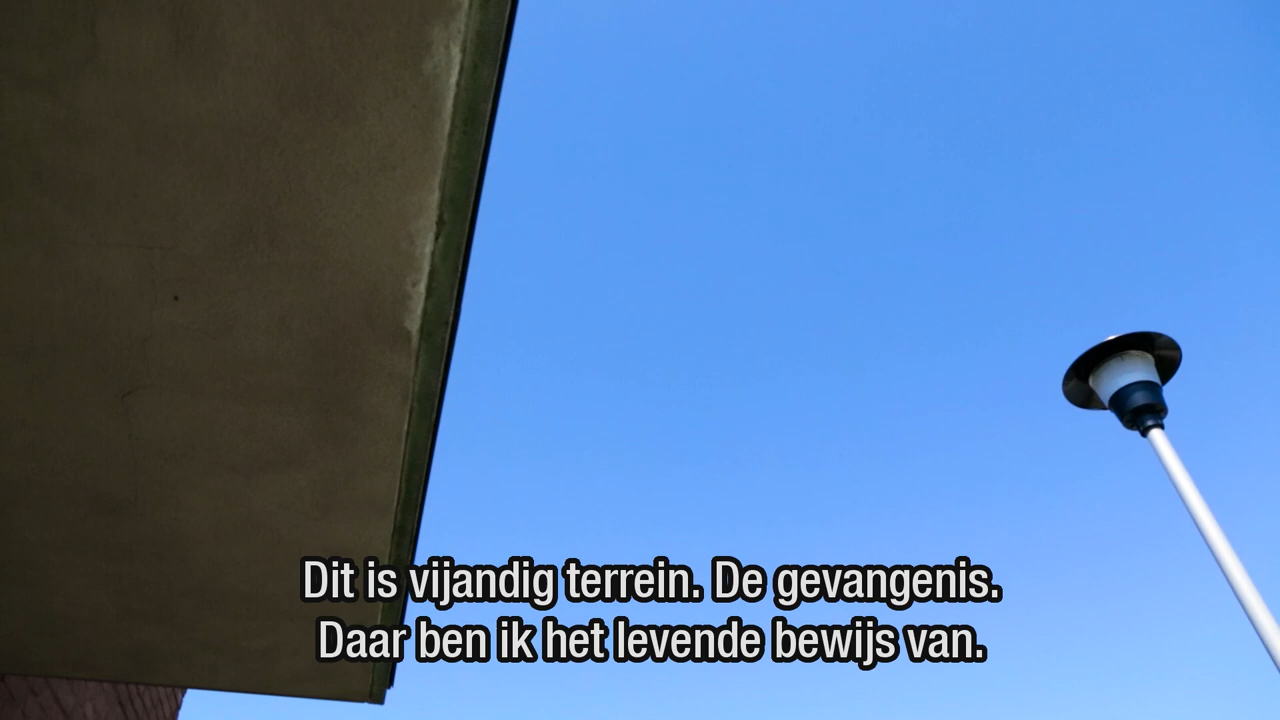 Dit is vijandig terrein. De gevangenis.
Daar ben ik het levende bewijs van.